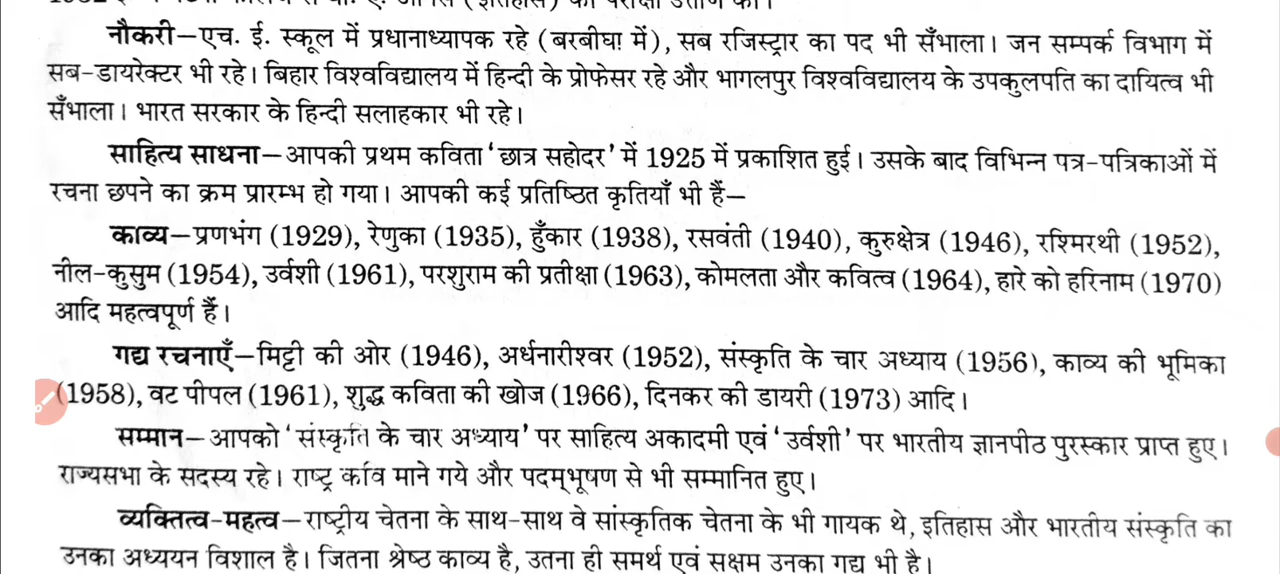 नौकरी—एच. ई. स्कूल में प्रधानाध्यापक रहे (बरबीघा में), सब रजिस्ट्रार का पद भी सँभाला। जन सम्पर्क विभाग में
सब-डायरेक्टर भी रहे। बिहार विश्वविद्यालय में हिन्दी के प्रोफेसर रहे और भागलपुर विश्वविद्यालय के उपकुलपति का दायित्व भी
सँभाला। भारत सरकार के हिन्दी सलाहकार भी रहे।
साहित्य साधना—आपकी प्रथम कविता ‘छात्र सहोदर’ में 1925 में प्रकाशित हुई। उसके बाद विभिन्न पत्र-पत्रिकाओं में
रचना छपने का क्रम प्रारम्भ हो गया। आपकी कई प्रतिष्ठित कृतियाँ भी हैं—
काव्य—प्रणभंग (1929), रेणुका (1935), हुँकार (1938), रसवंती (1940), कुरुक्षेत्र (1946), रश्मिरथी (1952),
नील-कुसुम (1954), उर्वशी (1961), परशुराम की प्रतीक्षा (1963), कोमलता और कवित्व (1964), हारे को हरिनाम (1970)
आदि महत्वपूर्ण हैं।
गद्य रचनाएँ—मिट्टी की ओर (1946), अर्धनारीश्वर (1952), संस्कृति के चार अध्याय (1956), काव्य की भूमिका
(1958), वट पीपल (1961), शुद्ध कविता की खोज (1966), दिनकर की डायरी (1973) आदि।
सम्मान—आपको ‘संस्कृति के चार अध्याय’ पर साहित्य अकादमी एवं ‘उर्वशी’ पर भारतीय ज्ञानपीठ पुरस्कार प्राप्त हुए।
राज्यसभा के सदस्य रहे। राष्ट्र कवि माने गये और पदम्भूषण से भी सम्मानित हुए।
व्यक्तित्व-महत्व—राष्ट्रीय चेतना के साथ-साथ वे सांस्कृतिक चेतना के भी गायक थे, इतिहास और भारतीय संस्कृति का
उनका अध्ययन विशाल है। जितना श्रेष्ठ काव्य है, उतना ही समर्थ एवं सक्षम उनका गद्य भी है।